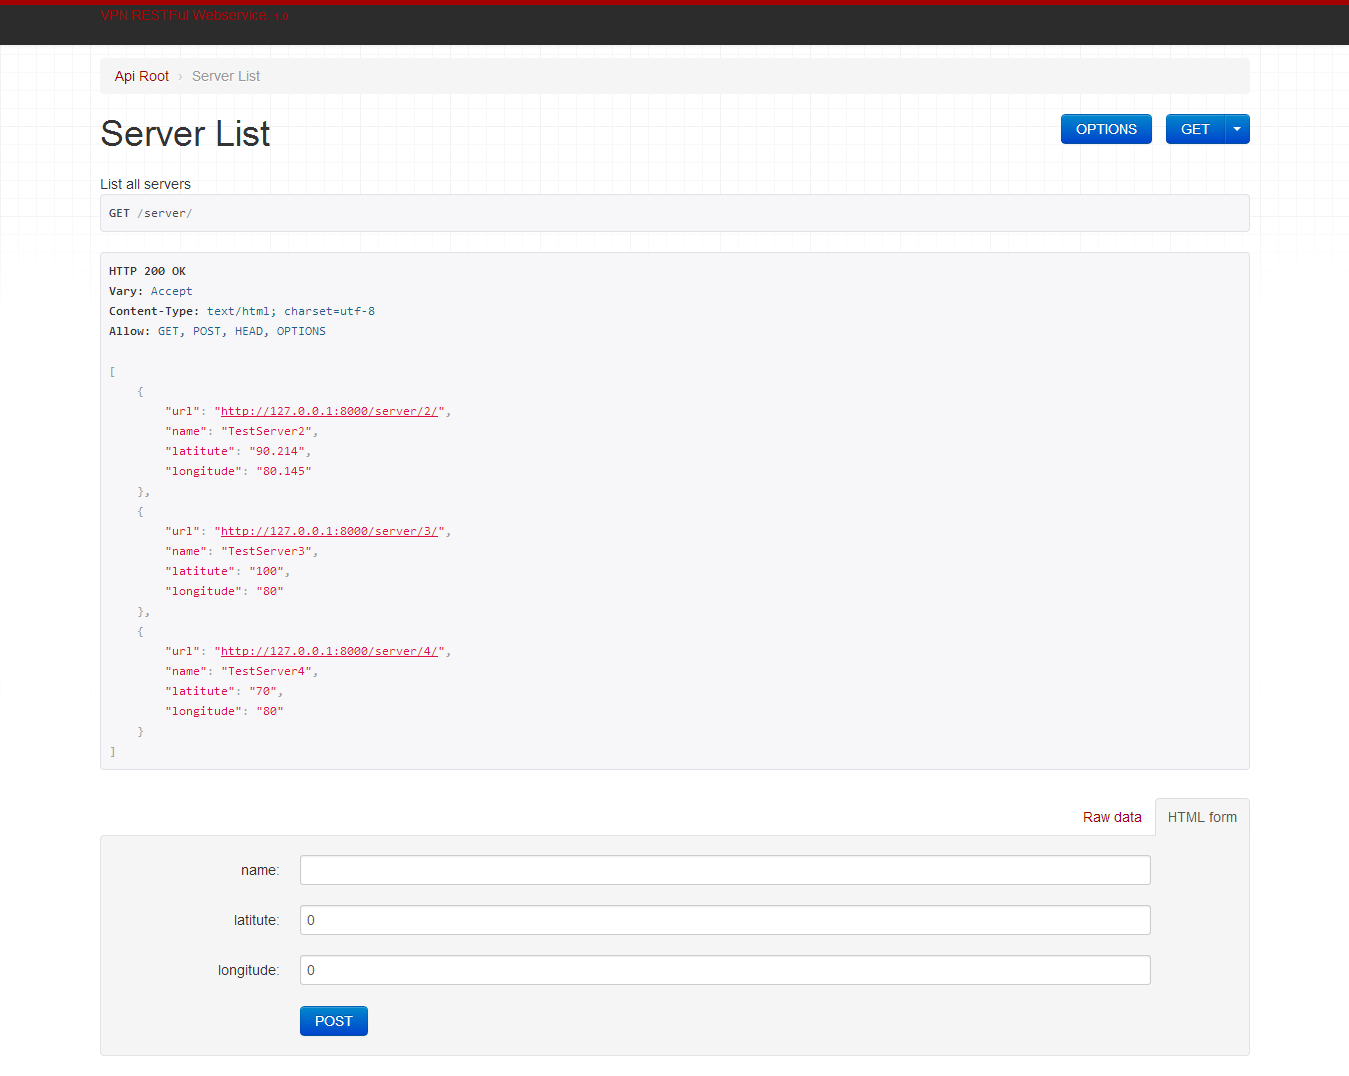 VPN RESTFul Webservice 1.0
Api Root › Server List
Server List
OPTIONS GET
List all servers
GET /server/
HTTP 200 OK
Vary: Accept
Content-Type: text/html; charset=utf-8
Allow: GET, POST, HEAD, OPTIONS
[
    {
        "url": "http://127.0.0.1:8000/server/2/",
        "name": "TestServer2",
        "latitute": "90.214",
        "longitude": "80.145"
    },
    {
        "url": "http://127.0.0.1:8000/server/3/",
        "name": "TestServer3",
        "latitute": "100",
        "longitude": "80"
    },
    {
        "url": "http://127.0.0.1:8000/server/4/",
        "name": "TestServer4",
        "latitute": "70",
        "longitude": "80"
    }
]
Raw data HTML form
name:
latitute: 0
longitude: 0
POST